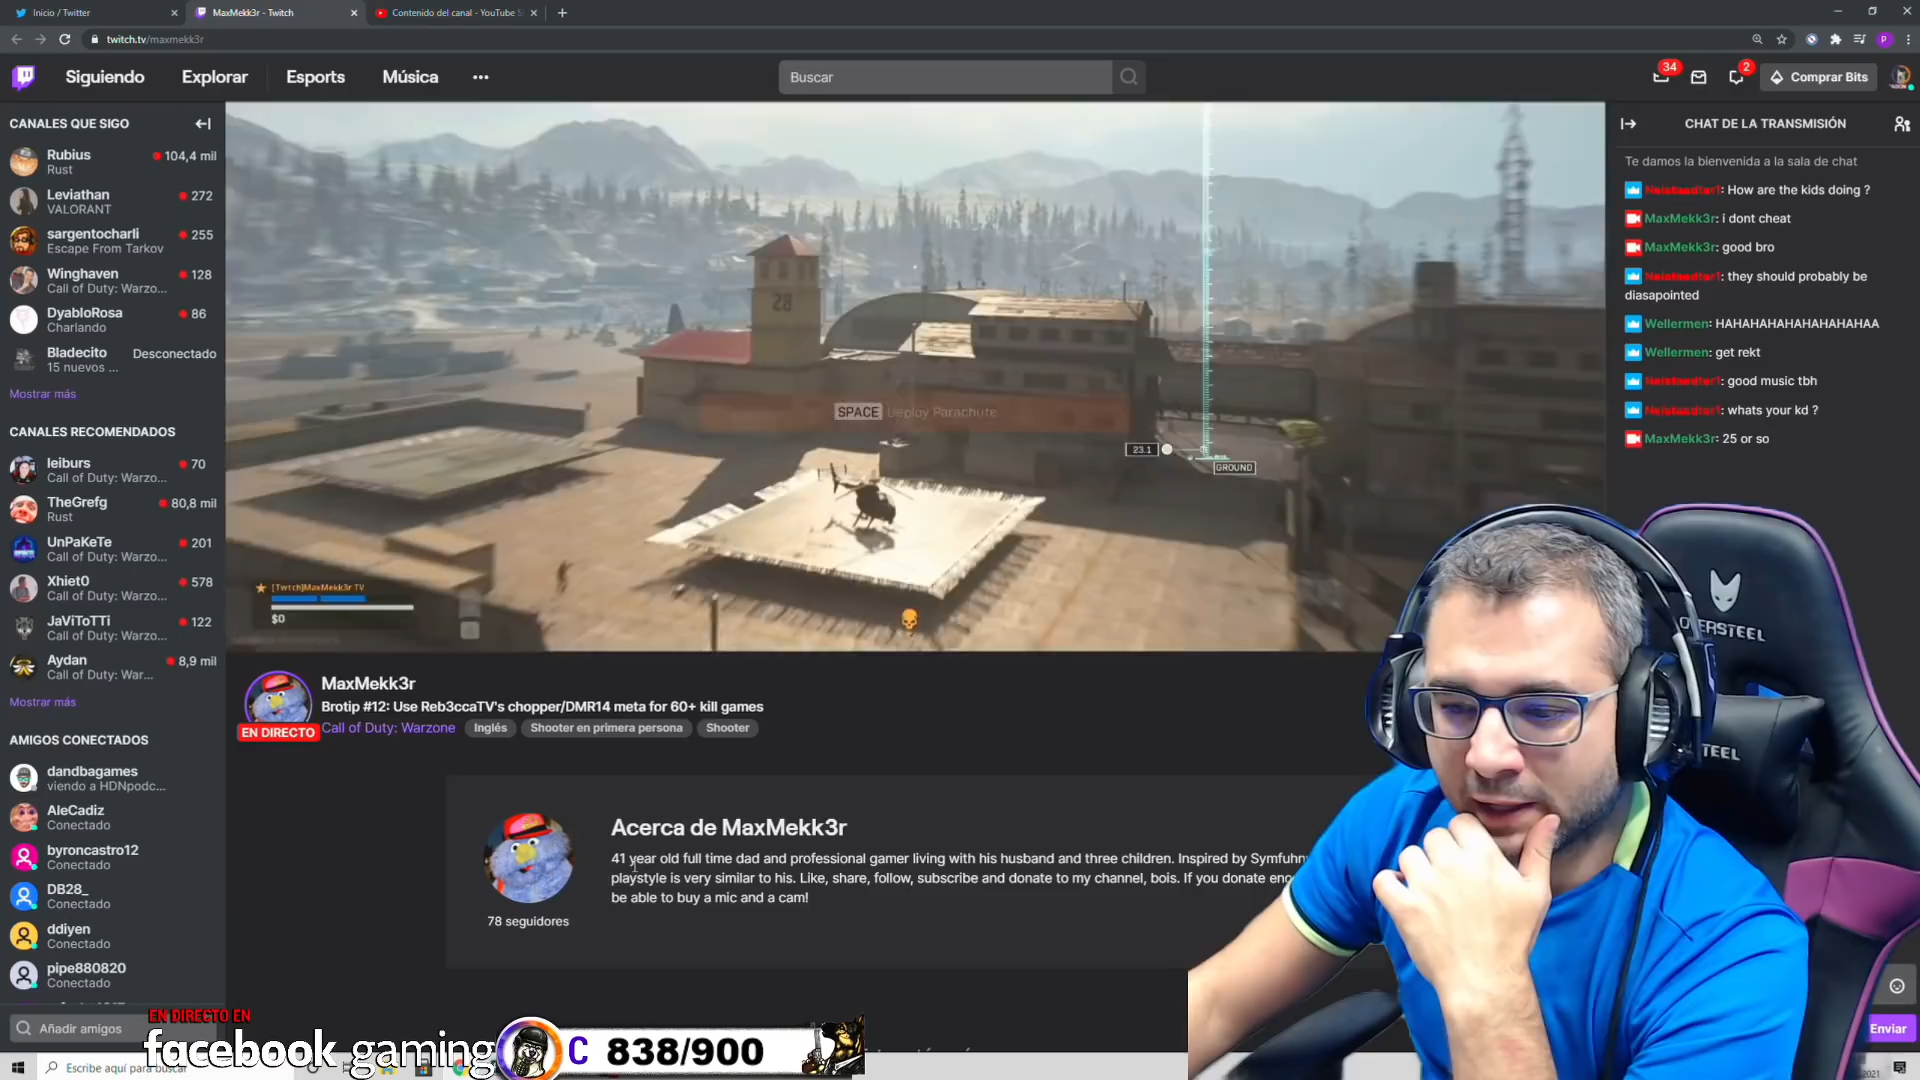 Inicio / Twitter
MaxMekk3r - Twitch
Contenido del canal - YouTube S
twitch.tv/maxmekk3r
Siguiendo
Explorar
Esports
Música
Buscar
34
2
Comprar Bits
CANALES QUE SIGO
Rubius
104,4 mil
Rust
Leviathan
272
VALORANT
sargentocharli
255
Escape From Tarkov
Winghaven
128
Call of Duty: Warzo...
DyabloRosa
86
Charlando
Bladecito
Desconectado
15 nuevos ...
Mostrar más
CANALES RECOMENDADOS
leiburs
70
Call of Duty: Warzo...
TheGrefg
80,8 mil
Rust
UnPaKeTe
201
Call of Duty: Warzo...
Xhiet0
578
Call of Duty: Warzo...
JaViToTTi
122
Call of Duty: Warzo...
Aydan
8,9 mil
Call of Duty: War...
Mostrar más
AMIGOS CONECTADOS
dandbagames
viendo a HDNpodc...
AleCadiz
Conectado
byroncastro12
Conectado
DB28_
Conectado
ddiyen
Conectado
pipe880820
Conectado
Añadir amigos
28
SPACE Deploy Parachute
23.1
GROUND
[Twtch]MaxMekk3r TV
$0
MaxMekk3r
Brotip #12: Use Reb3ccaTV's chopper/DMR14 meta for 60+ kill games
EN DIRECTO
Call of Duty: Warzone
Inglés
Shooter en primera persona
Shooter
Acerca de MaxMekk3r
41 year old full time dad and professional gamer living with his husband and three children. Inspired by Symfuhn
playstyle is very similar to his. Like, share, follow, subscribe and donate to my channel, bois. If you donate eno
be able to buy a mic and a cam!
78 seguidores
CHAT DE LA TRANSMISIÓN
Te damos la bienvenida a la sala de chat
: How are the kids doing ?
MaxMekk3r: i dont cheat
MaxMekk3r: good bro
: they should probably be
diasapointed
Wellermen: HAHAHAHAHAHAHAHAHAA
Wellermen: get rekt
: good music tbh
: whats your kd ?
MaxMekk3r: 25 or so
OVERSTEEL
STEEL
Enviar
EN DIRECTO EN
facebook gaming
C 838/900
Escribe aquí para buscar
2021